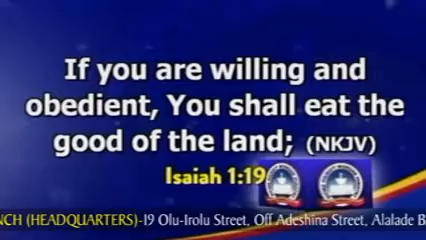 If you are willing and
obedient, You shall eat the
good of the land; (NKJV)
Isaiah 1:19
NCH (HEADQUARTERS)-19 Olu-Irolu Street, Off Adeshina Street, Alalade B